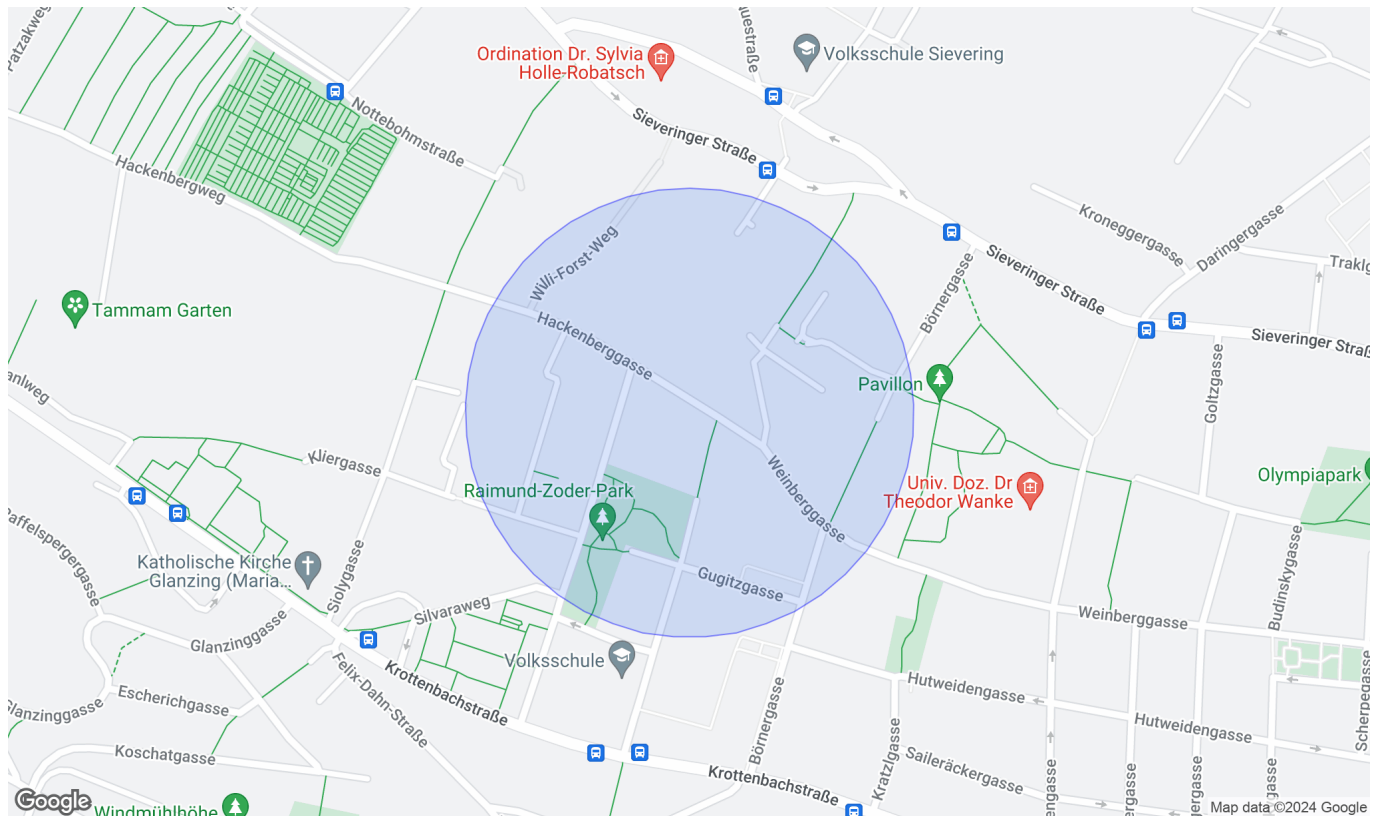 Patzakweg
Ordination Dr. Sylvia
Holle-Robatsch
Volksschule Sievering
Nottebohmstraße
Sieveringer Straße
Hackenbergweg
Kroneggergasse
Daringergasse
Willi-Forst-Weg
Sieveringer Straße
Tammam Garten
Hackenberggasse
Börnergasse
Goltzgasse
Pavillon
Kliergasse
Weinberggasse
Univ. Doz. Dr
Theodor Wanke
Olympiapark
Raimund-Zoder-Park
Katholische Kirche
Glanzing (Maria...
Siolygasse
Gugitzgasse
Budinskygasse
Silvaraweg
Weinberggasse
Glanzinggasse
Volksschule
Krottenbachstraße
Felix-Dahn-Straße
Hutweidengasse
Escherichgasse
Glanzinggasse
Börnergasse
Kratzlgasse
Hutweidengasse
Scherpegasse
Koschatgasse
Saileräckergasse
Krottenbachstraße
Windmühlhöhe
Google
Map data ©2024 Google